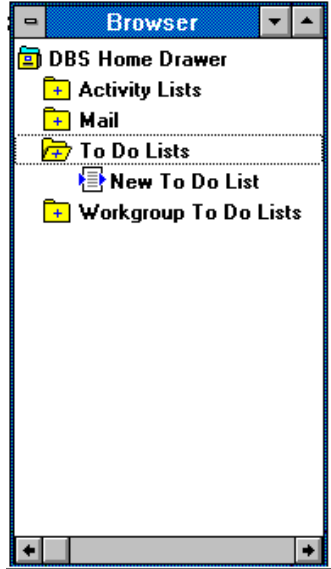 Browser
DBS Home Drawer
Activity Lists
Mail
To Do Lists
New To Do List
Workgroup To Do Lists